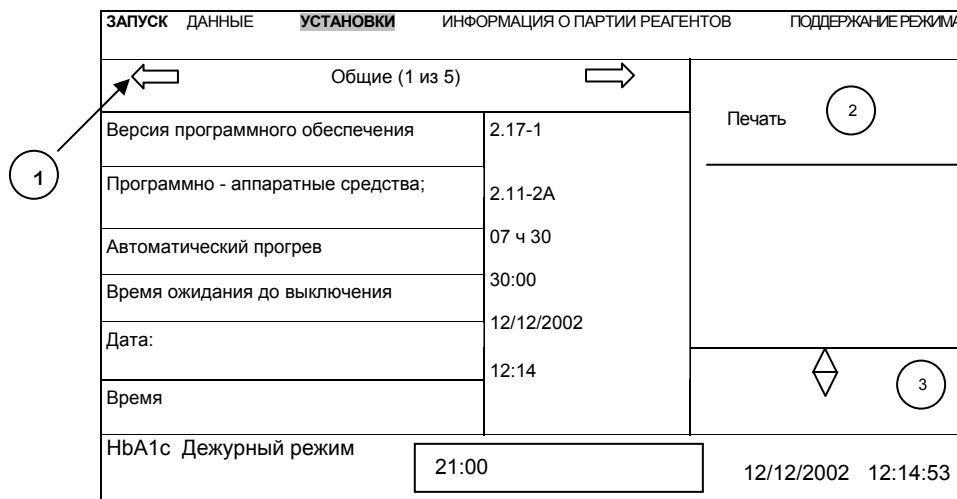 ЗАПУСК ДАННЫЕ УСТАНОВКИ ИНФОРМАЦИЯ О ПАРТИИ РЕАГЕНТОВ ПОДДЕРЖАНИЕ РЕЖИМА
Общие (1 из 5)
Печать 2
1
Версия программного обеспечения 2.17-1
Программно - аппаратные средства; 2.11-2A
Автоматический прогрев 07 ч 30
Время ожидания до выключения 30:00
Дата: 12/12/2002
Время 12:14
3
HbA1c Дежурный режим 21:00 12/12/2002 12:14:53